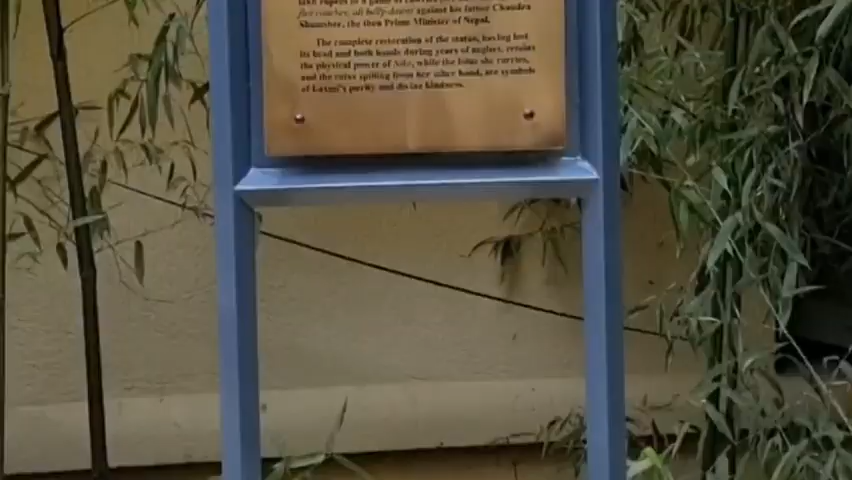 five cowries, all belly-down against his father Chandra
Shumsher, the then Prime Minister of Nepal.
The complete restoration of the statue, having lost
its head and both hands during years of neglect, retains
the physical power of Nike, while the lotus she carries,
and the coins spilling from her other hand, are symbols
of Laxmi's purity and divine kindness.